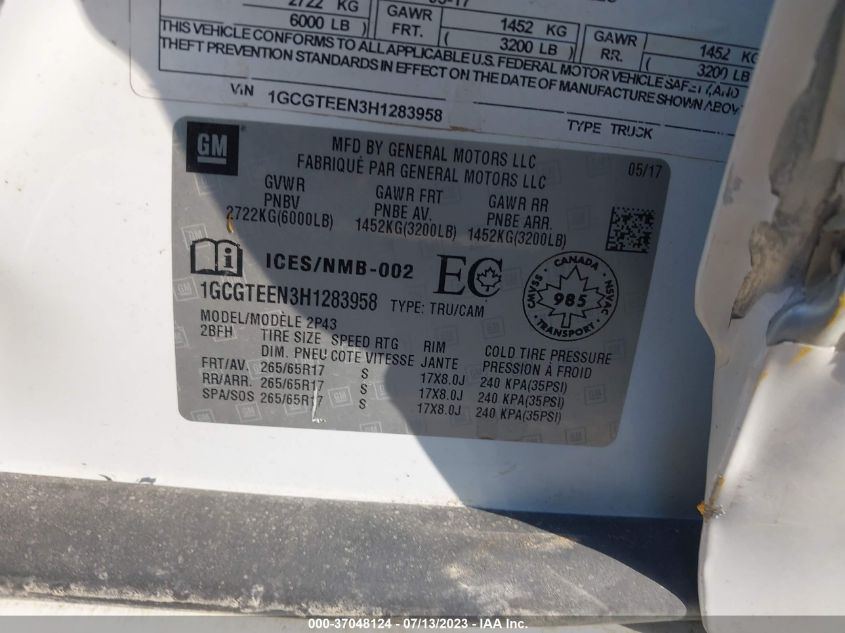 2722 KG GAWR 1452 KG GAWR 1452 KG
6000 LB FRT. ( 3200 LB ) RR. ( 3200 LB
THIS VEHICLE CONFORMS TO ALL APPLICABLE U.S. FEDERAL MOTOR VEHICLE SAFETY AND
THEFT PREVENTION STANDARDS IN EFFECT ON THE DATE OF MANUFACTURE SHOWN ABOV
VIN 1GCGTEEN3H1283958 TYPE TRUCK
GM
MFD BY GENERAL MOTORS LLC
FABRIQUÉ PAR GENERAL MOTORS LLC
05/17
GVWR GAWR FRT GAWR RR
PNBV PNBE AV. PNBE ARR.
2722KG(6000LB) 1452KG(3200LB) 1452KG(3200LB)
ICES/NMB-002 EC
CANADA
CMVSS 985 NSVAC
TRANSPORT
1GCGTEEN3H1283958 TYPE: TRU/CAM
MODEL/MODÈLE 2P43
2BFH TIRE SIZE SPEED RTG RIM COLD TIRE PRESSURE
DIM. PNEU COTE VITESSE JANTE PRESSION À FROID
FRT/AV. 265/65R17 S 17X8.0J 240 KPA(35PSI)
RR/ARR. 265/65R17 S 17X8.0J 240 KPA(35PSI)
SPA/SOS 265/65R17 S 17X8.0J 240 KPA(35PSI)
000-37048124 - 07/13/2023 - IAA Inc.